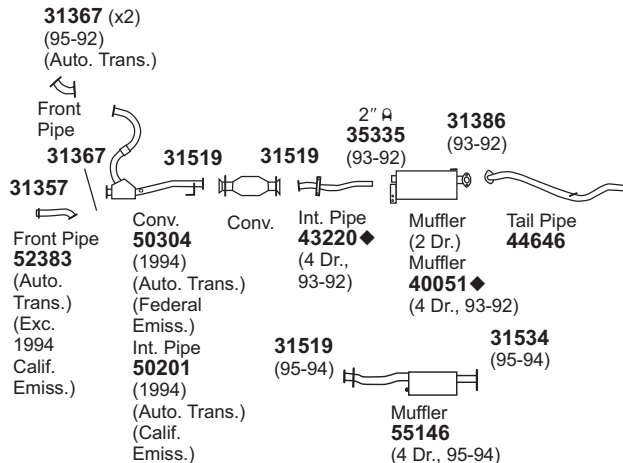 31367 (x2)
(95-92)
(Auto. Trans.)
Front
Pipe
31367
31519
31519
2"
35335
(93-92)
31386
(93-92)
31357
Front Pipe
52383
(Auto.
Trans.)
(Exc.
1994
Calif.
Emiss.)
Conv.
50304
(1994)
(Auto. Trans.)
(Federal
Emiss.)
Int. Pipe
50201
(1994)
(Auto. Trans.)
(Calif.
Emiss.)
Conv.
Int. Pipe
43220◆
(4 Dr.,
93-92)
Muffler
(2 Dr.)
Muffler
40051◆
(4 Dr., 93-92)
Tail Pipe
44646
31519
(95-94)
31534
(95-94)
Muffler
55146
(4 Dr., 95-94)